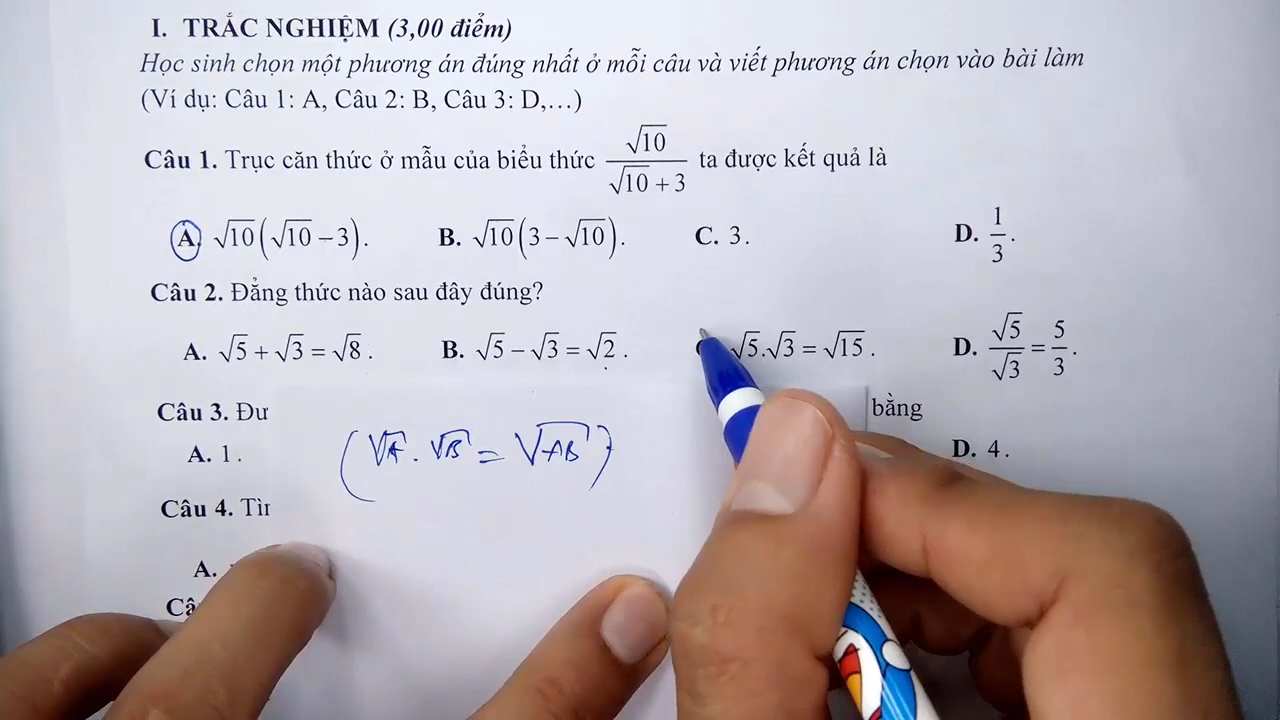 I. TRẮC NGHIỆM (3,00 điểm)
Học sinh chọn một phương án đúng nhất ở mỗi câu và viết phương án chọn vào bài làm
(Ví dụ: Câu 1: A, Câu 2: B, Câu 3: D,…)
Câu 1. Trục căn thức ở mẫu của biểu thức √10/(√10 + 3) ta được kết quả là
A. √10(√10 − 3). B. √10(3 − √10). C. 3. D. 1/3.
Câu 2. Đẳng thức nào sau đây đúng?
A. √5 + √3 = √8. B. √5 − √3 = √2. √5.√3 = √15. D. √5/√3 = 5/3.
Câu 3. Đư bằng
(√A . √B = √AB)
A. 1. D. 4.
Câu 4. Tìr
A.
Câ